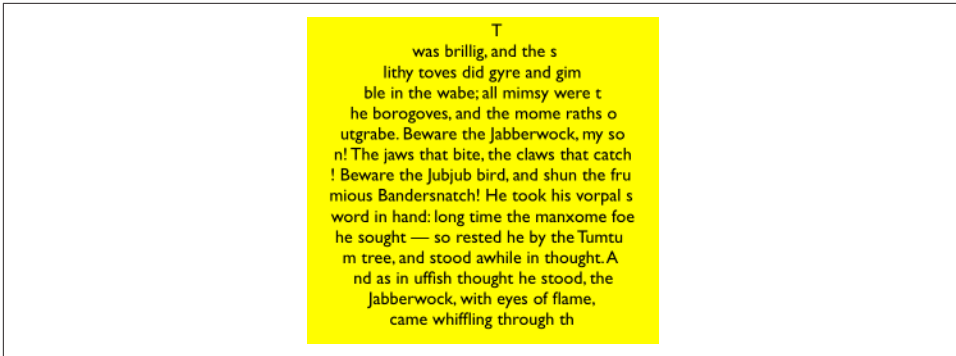 T
was brillig, and the s
lithy toves did gyre and gim
ble in the wabe; all mimsy were t
he borogoves, and the mome raths o
utgrabe. Beware the Jabberwock, my so
n! The jaws that bite, the claws that catch
! Beware the Jubjub bird, and shun the fru
mious Bandersnatch! He took his vorpal s
word in hand: long time the manxome foe
he sought — so rested he by the Tumtu
m tree, and stood awhile in thought. A
nd as in uffish thought he stood, the
Jabberwock, with eyes of flame,
came whiffling through th